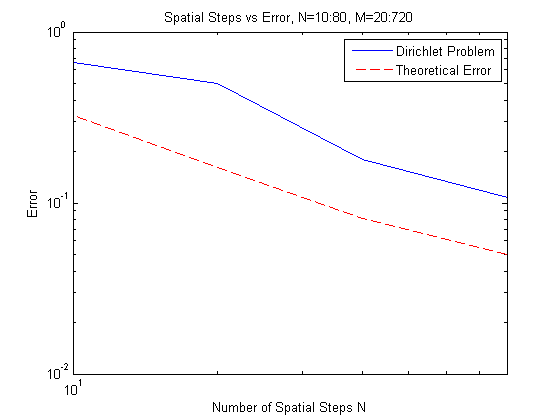 Spatial Steps vs Error, N=10:80, M=20:720
Dirichlet Problem
Theoretical Error
10^0
10^-1
10^-2
10^1
Error
Number of Spatial Steps N